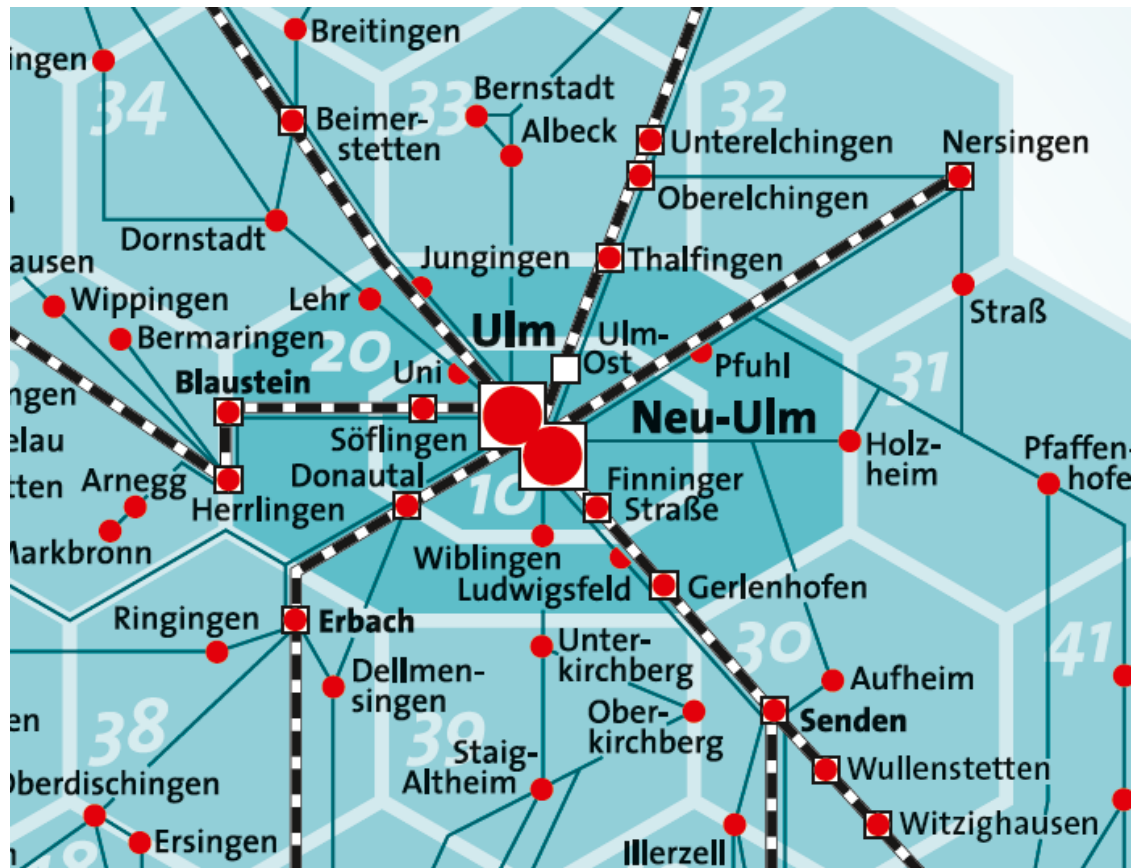 Breitingen
ingen
34
33
32
Bernstadt
Beimer-
stetten
Albeck
Unterelchingen
Nersingen
Oberelchingen
Dornstadt
Jungingen
Thalfingen
ausen
Wippingen
Lehr
Straß
Bermaringen
20
Ulm
Ulm-
Ost
Uni
Pfuhl
31
Blaustein
ngen
Söflingen
Neu-Ulm
elau
Holz-
heim
Pfaffen-
hofe
Arnegg
tten
Donautal
Herrlingen
10
Finninger
Straße
Markbronn
Wiblingen
Ludwigsfeld
Gerlenhofen
Ringingen
Erbach
Unter-
kirchberg
30
41
Dellmen-
singen
Aufheim
38
39
Ober-
kirchberg
Senden
en
Staig-
Altheim
Oberdischingen
Wullenstetten
Ersingen
Witzighausen
Illerzell